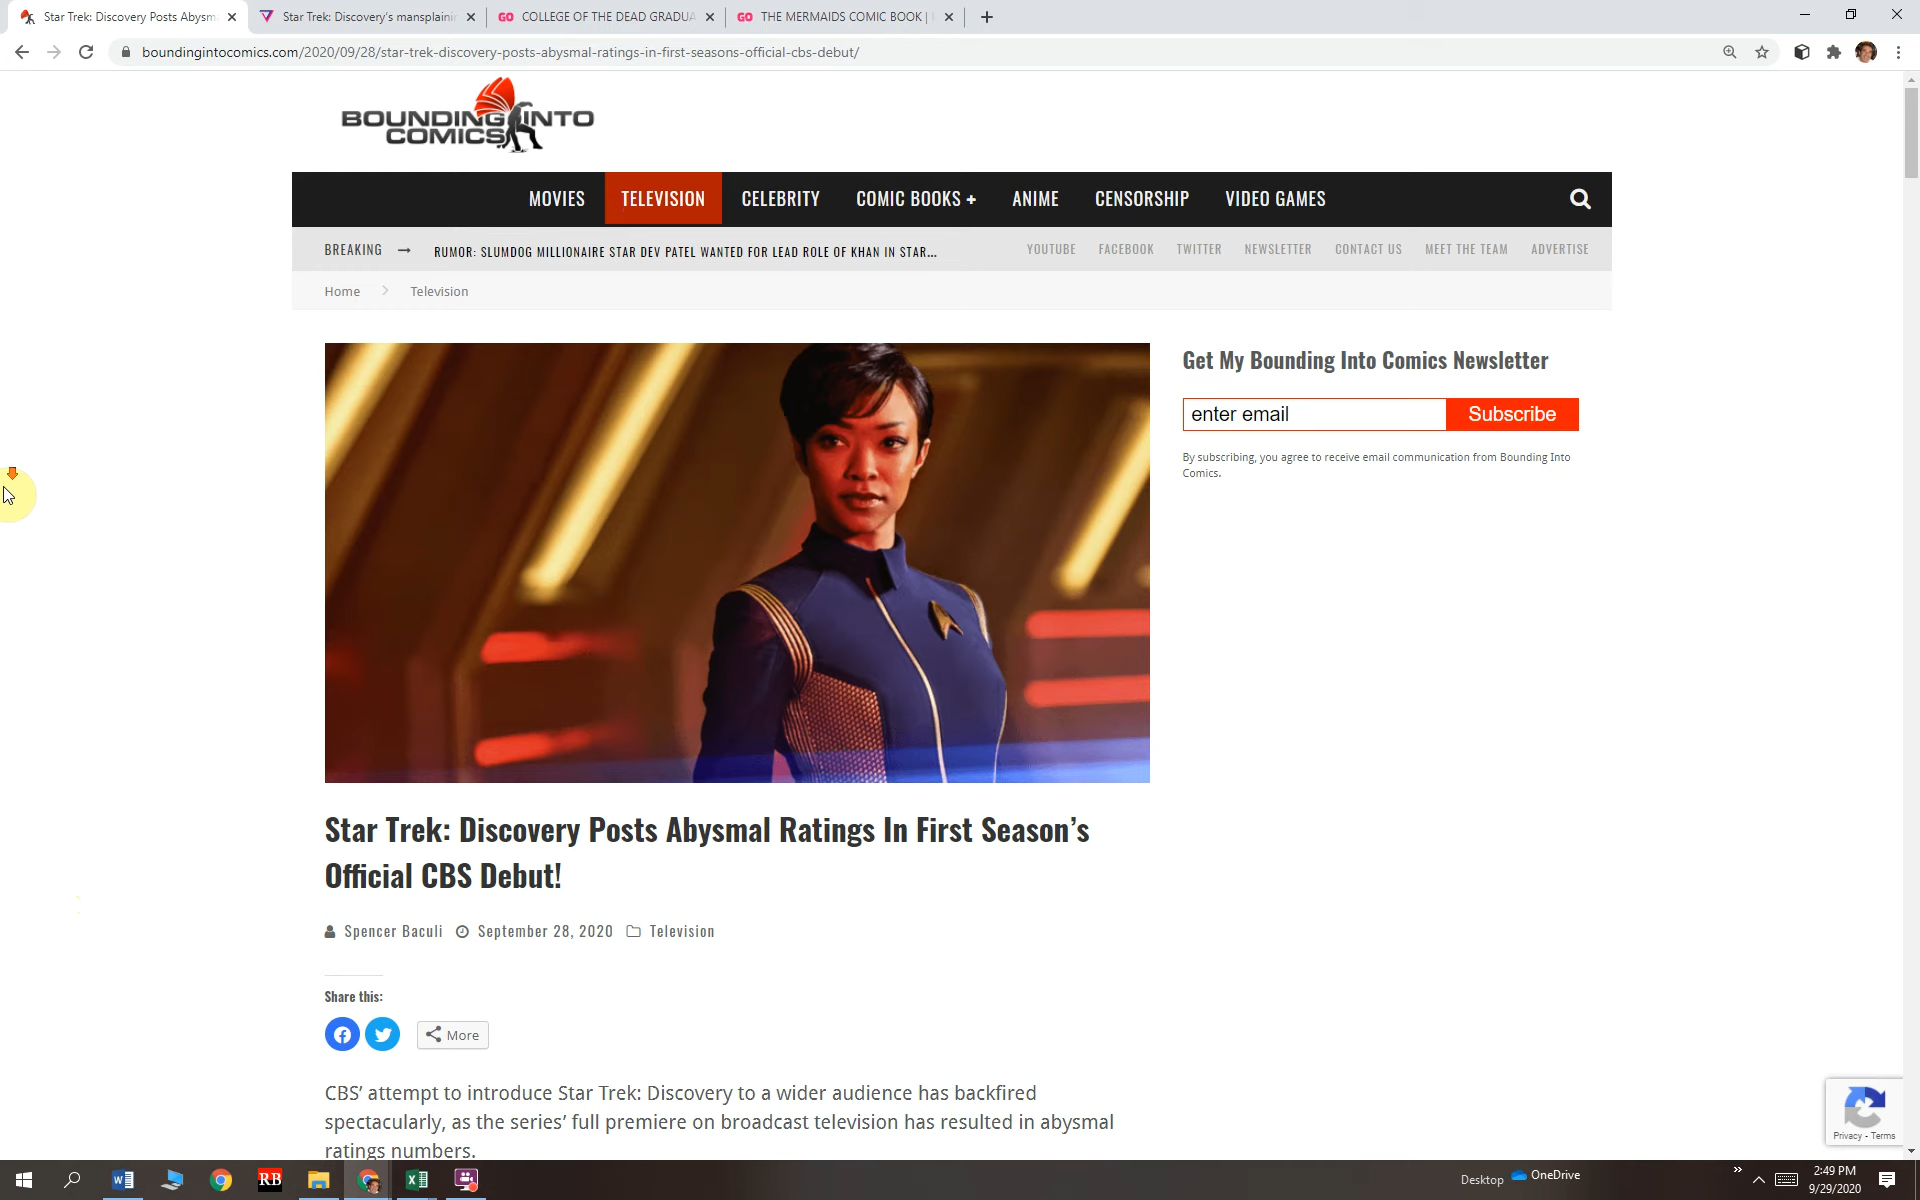 Star Trek: Discovery Posts Abysm
Star Trek: Discovery's mansplainin
COLLEGE OF THE DEAD GRADUA
THE MERMAIDS COMIC BOOK |
boundingintocomics.com/2020/09/28/star-trek-discovery-posts-abysmal-ratings-in-first-seasons-official-cbs-debut/
BOUNDING INTO
COMICS
MOVIES TELEVISION CELEBRITY COMIC BOOKS + ANIME CENSORSHIP VIDEO GAMES
BREAKING → RUMOR: SLUMDOG MILLIONAIRE STAR DEV PATEL WANTED FOR LEAD ROLE OF KHAN IN STAR... YOUTUBE FACEBOOK TWITTER NEWSLETTER CONTACT US MEET THE TEAM ADVERTISE
Home > Television
Get My Bounding Into Comics Newsletter
enter email Subscribe
By subscribing, you agree to receive email communication from Bounding Into
Comics.
Star Trek: Discovery Posts Abysmal Ratings In First Season's
Official CBS Debut!
Spencer Baculi September 28, 2020 Television
Share this:
More
CBS' attempt to introduce Star Trek: Discovery to a wider audience has backfired
spectacularly, as the series' full premiere on broadcast television has resulted in abysmal
ratings numbers.
Privacy - Terms
RB
Desktop OneDrive
2:49 PM
9/29/2020